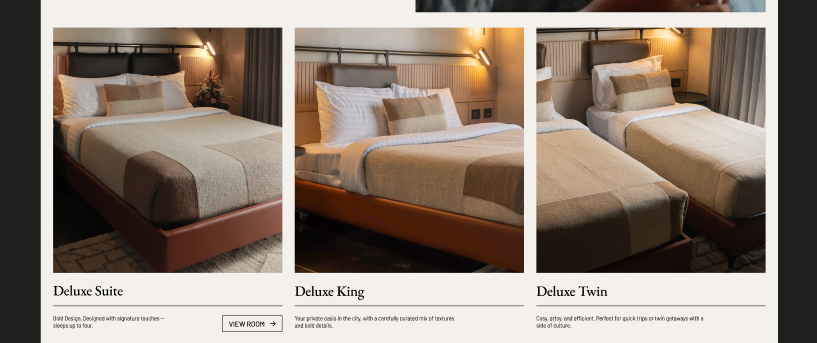 Deluxe Suite
Bold Design. Designed with signature touches –
sleeps up to four.
VIEW ROOM →
Deluxe King
Your private oasis in the city, with a carefully curated mix of textures
and bold details.
Deluxe Twin
Cosy, artsy, and efficient. Perfect for quick trips or twin getaways with a
side of culture.